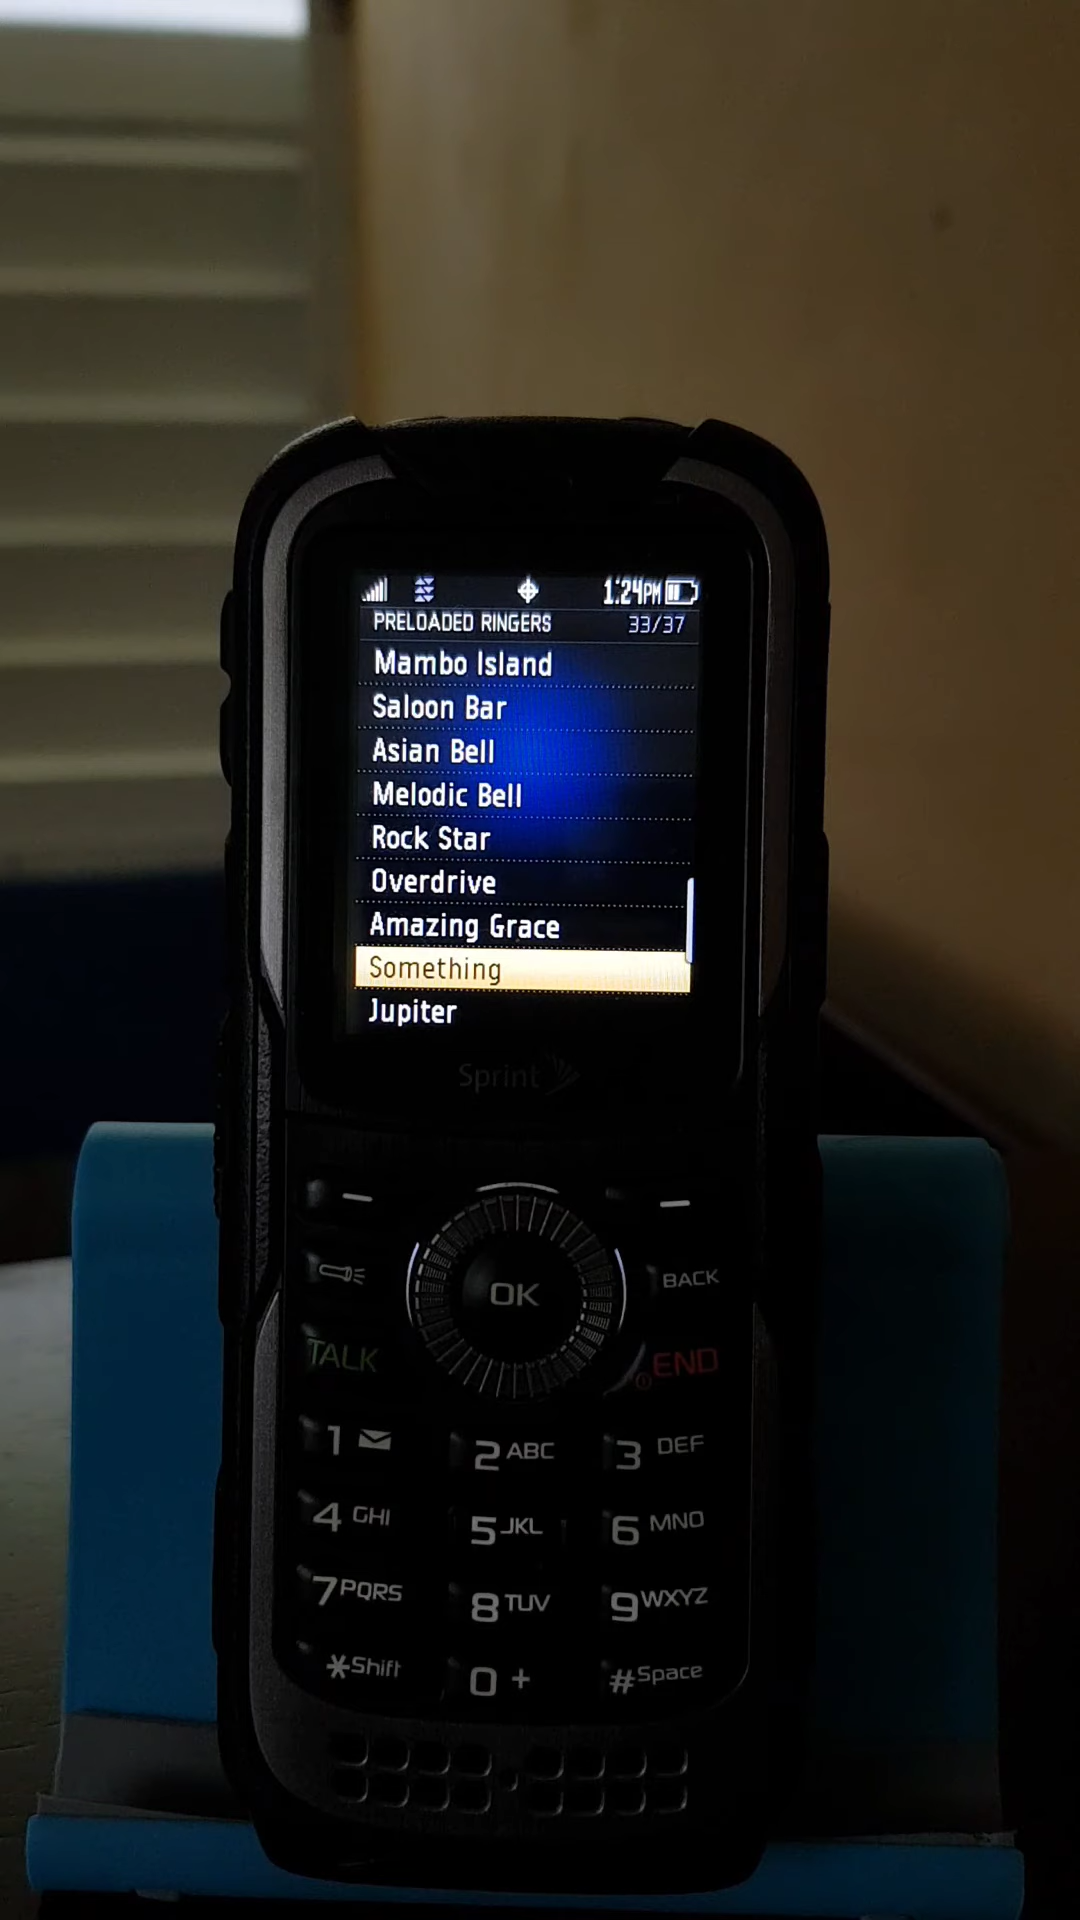 1:24PM
PRELOADED RINGERS 33/37
Mambo Island
Saloon Bar
Asian Bell
Melodic Bell
Rock Star
Overdrive
Amazing Grace
Something
Jupiter
Sprint
OK
BACK
TALK
END
1 2 ABC 3 DEF
4 GHI 5 JKL 6 MNO
7 PQRS 8 TUV 9 WXYZ
* Shift 0 + # Space